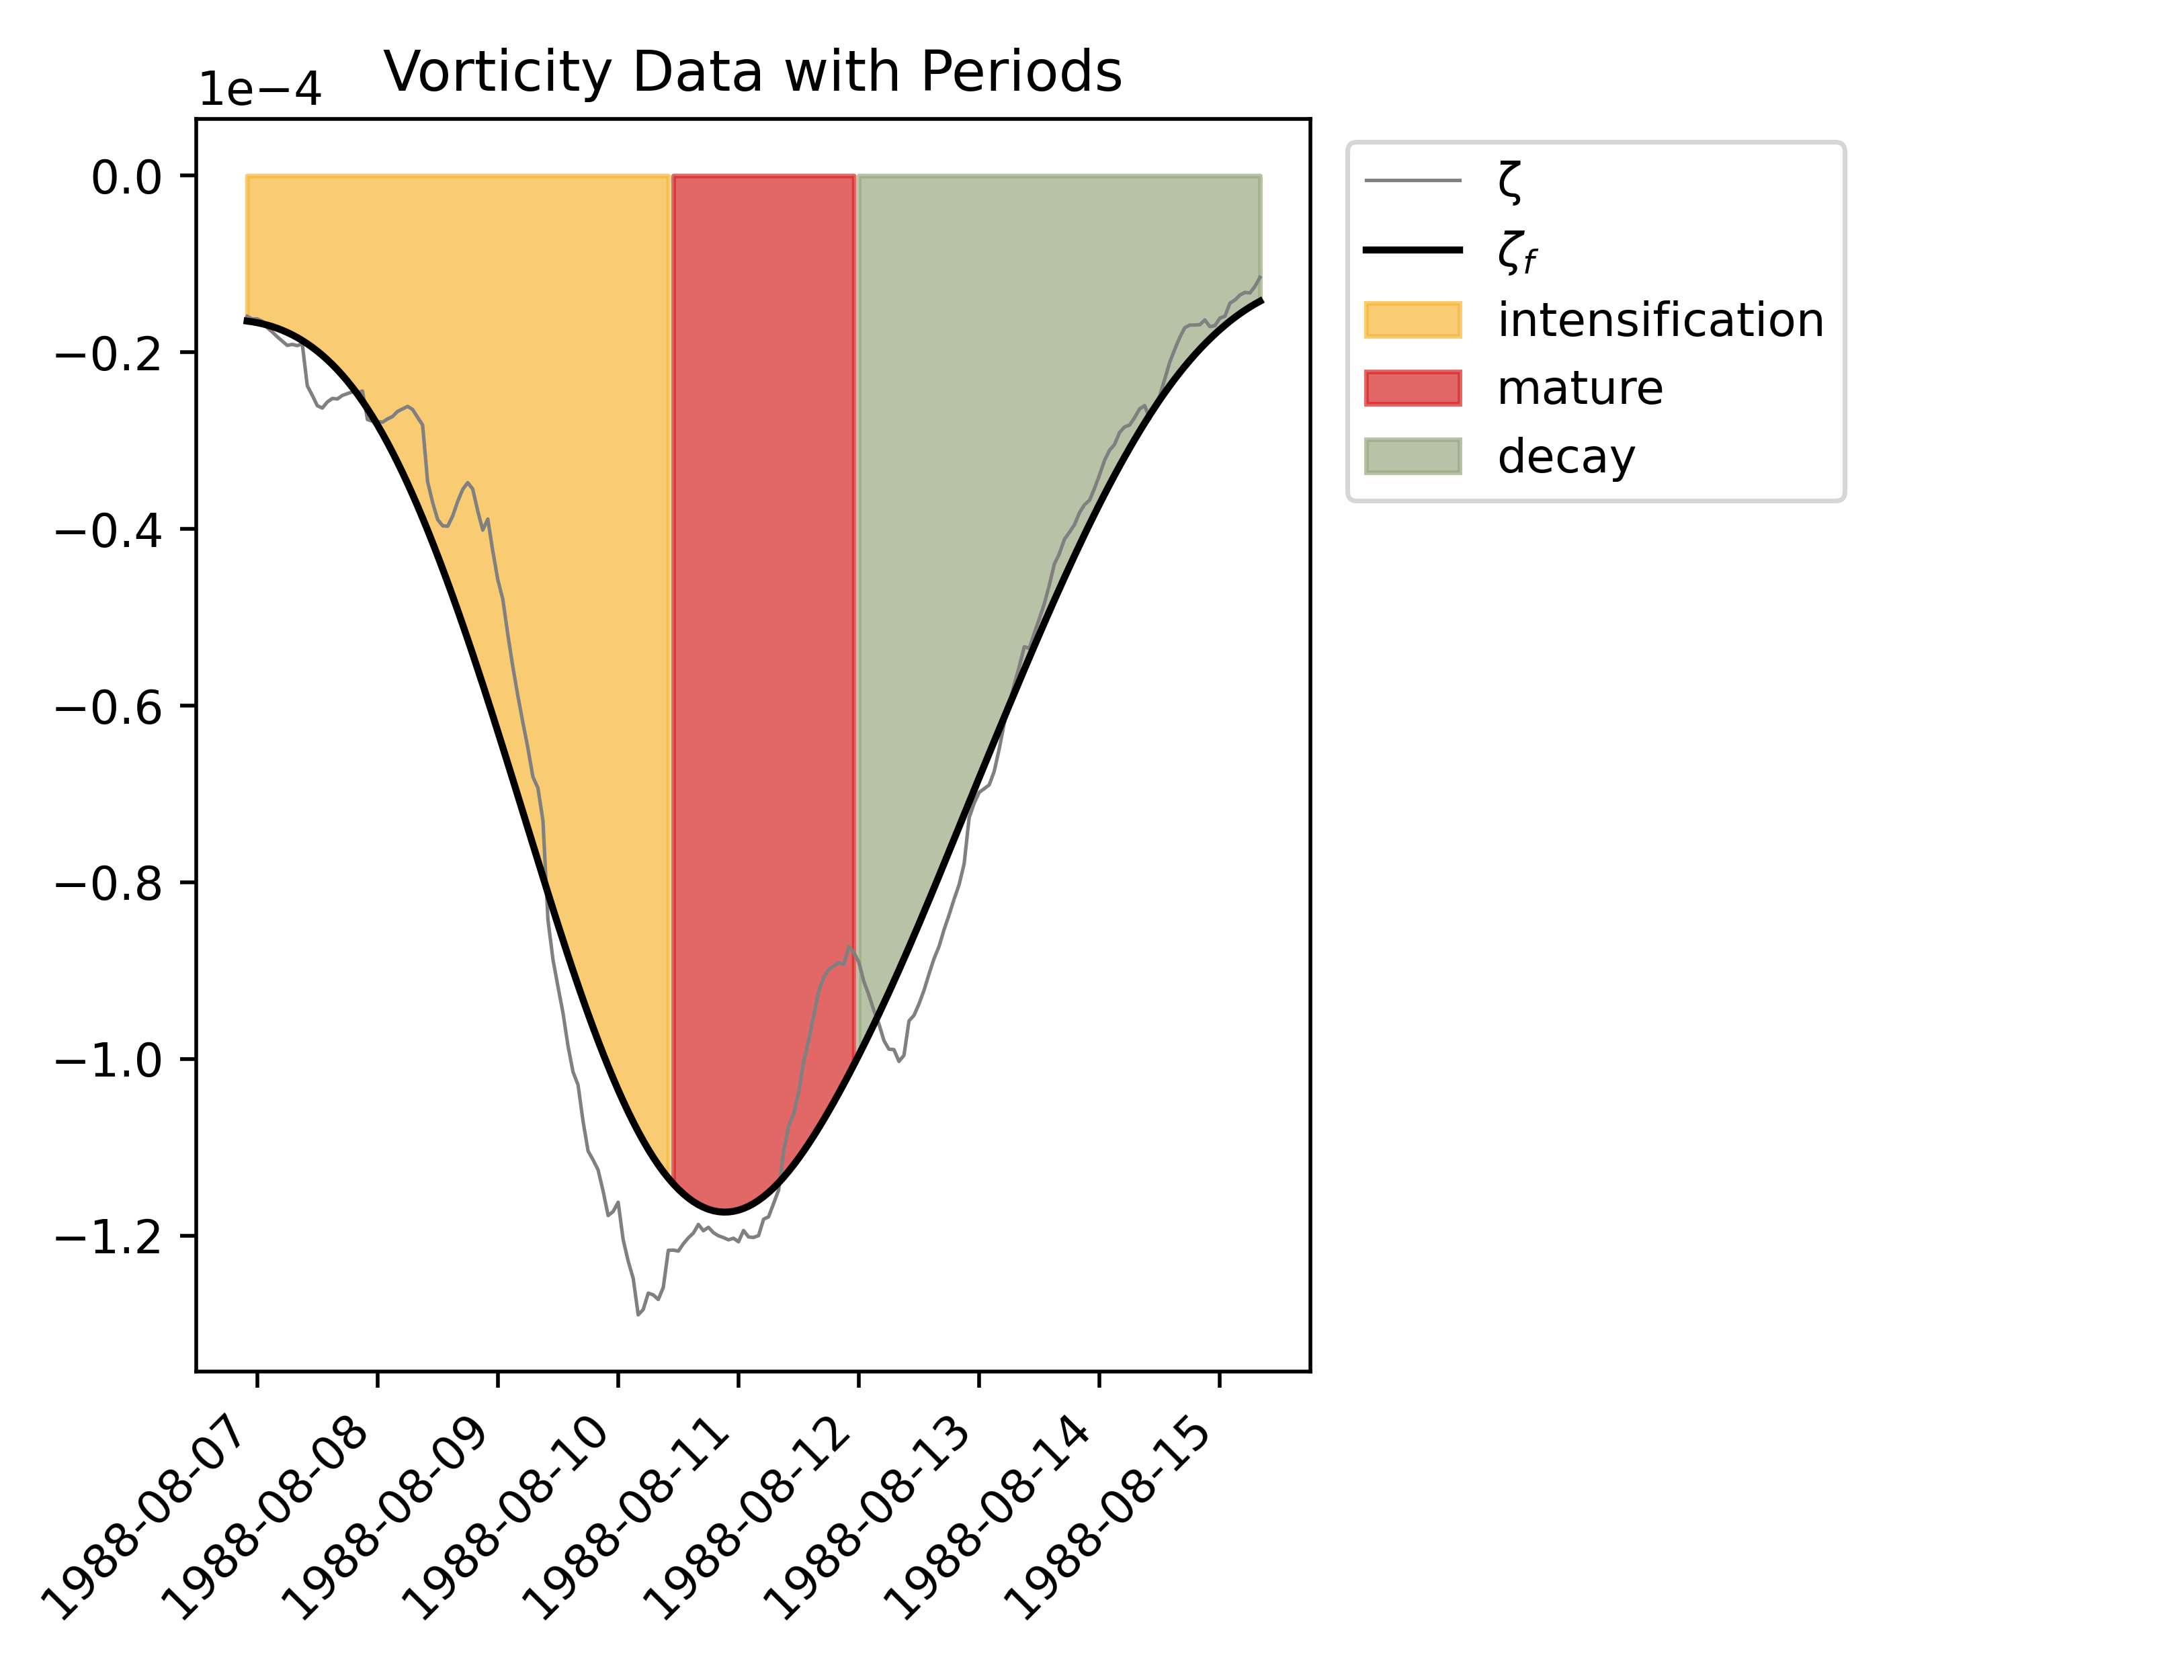 Vorticity Data with Periods
1e−4
0.0
−0.2
−0.4
−0.6
−0.8
−1.0
−1.2
1988-08-07
1988-08-08
1988-08-09
1988-08-10
1988-08-11
1988-08-12
1988-08-13
1988-08-14
1988-08-15
ζ
ζf
intensification
mature
decay